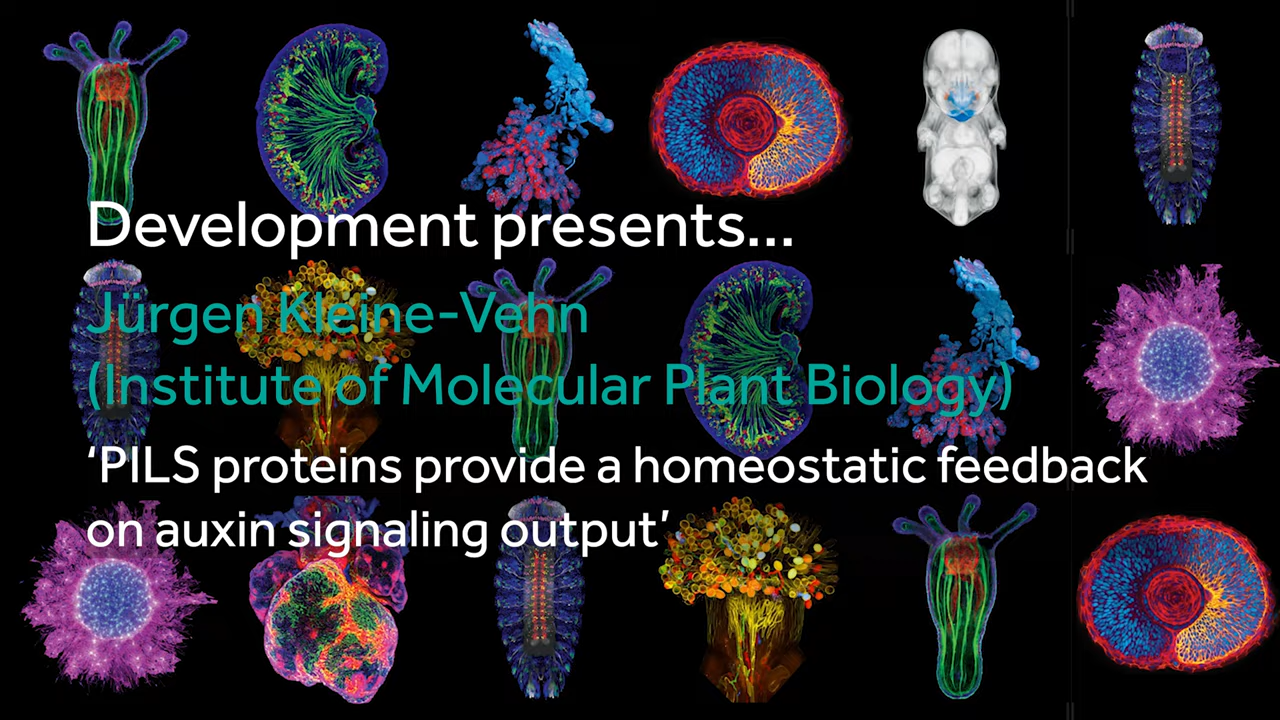 Development presents...
Jürgen Kleine-Vehn
(Institute of Molecular Plant Biology)
‘PILS proteins provide a homeostatic feedback
on auxin signaling output’